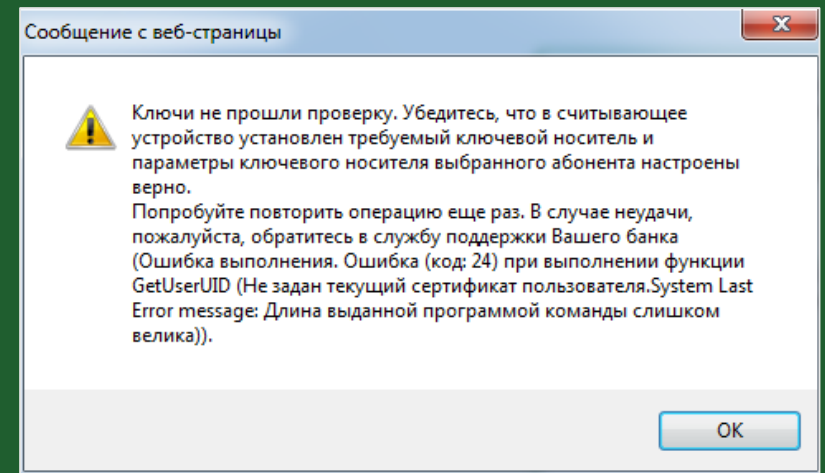 Сообщение с веб-страницы
Ключи не прошли проверку. Убедитесь, что в считывающее
устройство установлен требуемый ключевой носитель и
параметры ключевого носителя выбранного абонента настроены
верно.
Попробуйте повторить операцию еще раз. В случае неудачи,
пожалуйста, обратитесь в службу поддержки Вашего банка
(Ошибка выполнения. Ошибка (код: 24) при выполнении функции
GetUserUID (Не задан текущий сертификат пользователя.System Last
Error message: Длина выданной программой команды слишком
велика)).
OK